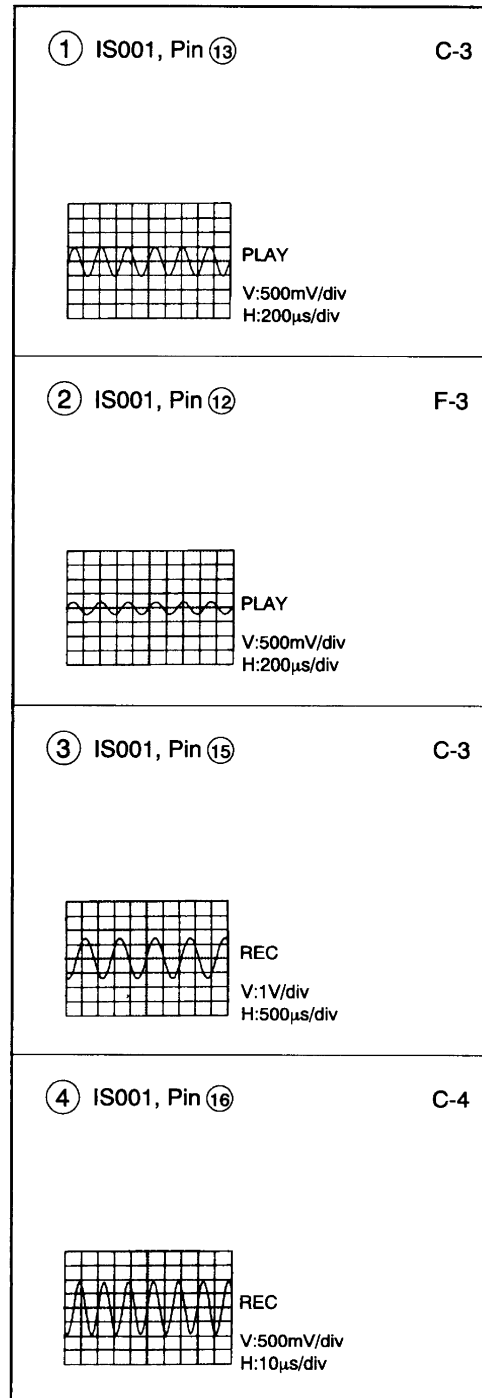 ① IS001, Pin ⑬ C-3
PLAY
V:500mV/div
H:200µs/div
② IS001, Pin ⑫ F-3
PLAY
V:500mV/div
H:200µs/div
③ IS001, Pin ⑮ C-3
REC
V:1V/div
H:500µs/div
④ IS001, Pin ⑯ C-4
REC
V:500mV/div
H:10µs/div